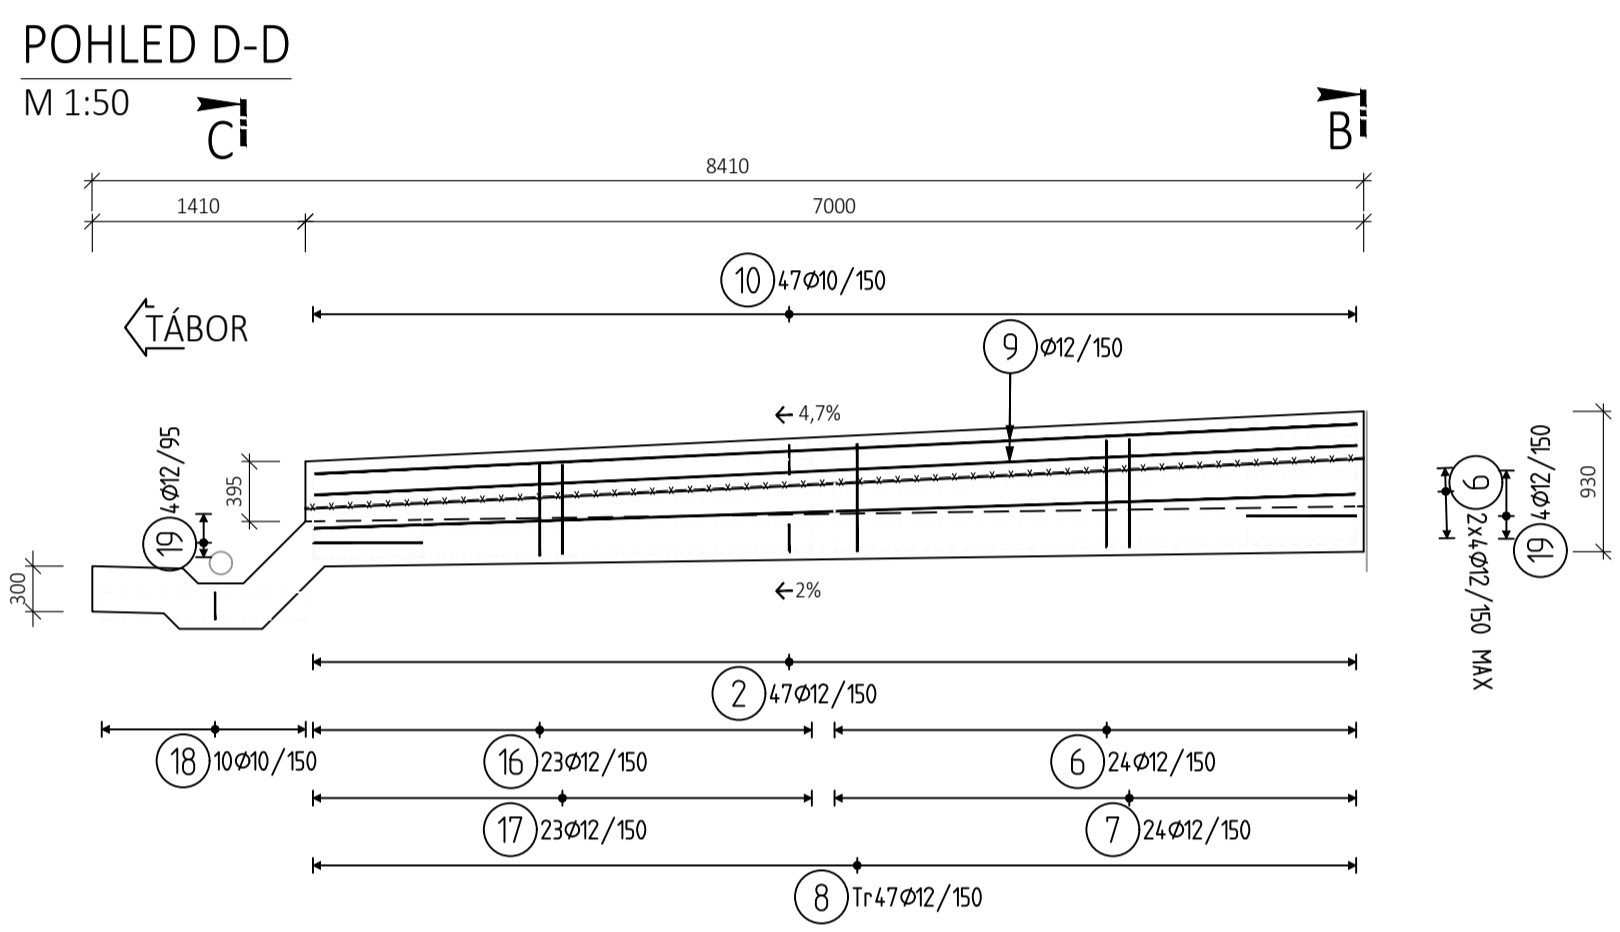 POHLED D-D
M 1:50
C
B
8410
1410
7000
10 47Ø10/150
TÁBOR
9 Ø12/150
4,7%
19 4Ø12/95
395
300
930
9 2x4Ø12/150 MAX
19 4Ø12/150
2%
2 47Ø12/150
18 10Ø10/150
16 23Ø12/150
6 24Ø12/150
17 23Ø12/150
7 24Ø12/150
8 Tr47Ø12/150